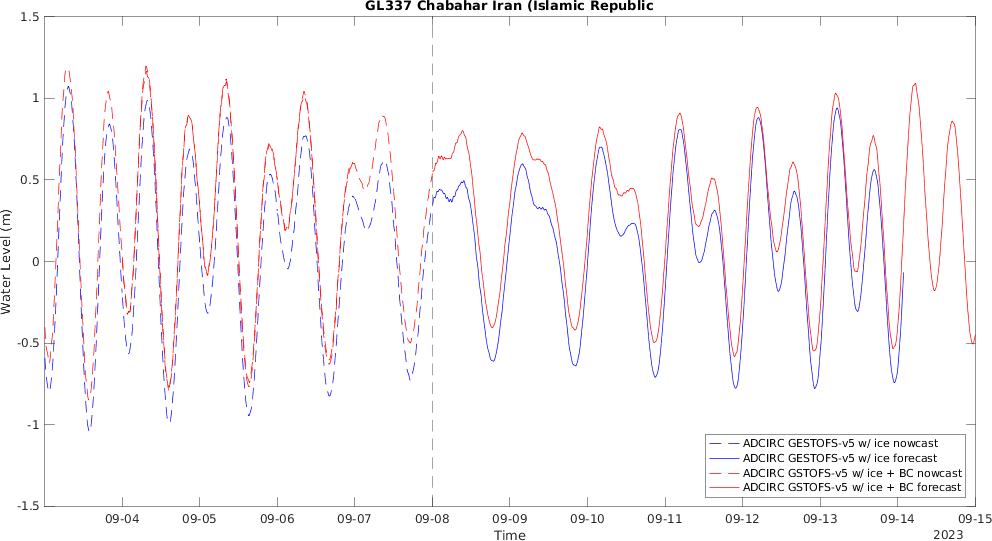 GL337 Chabahar Iran (Islamic Republic
1.5
1
0.5
0
-0.5
-1
-1.5
Water Level (m)
09-04
09-05
09-06
09-07
09-08
09-09
09-10
09-11
09-12
09-13
09-14
09-15
Time
2023
ADCIRC GESTOFS-v5 w/ ice nowcast
ADCIRC GESTOFS-v5 w/ ice forecast
ADCIRC GSTOFS-v5 w/ ice + BC nowcast
ADCIRC GSTOFS-v5 w/ ice + BC forecast